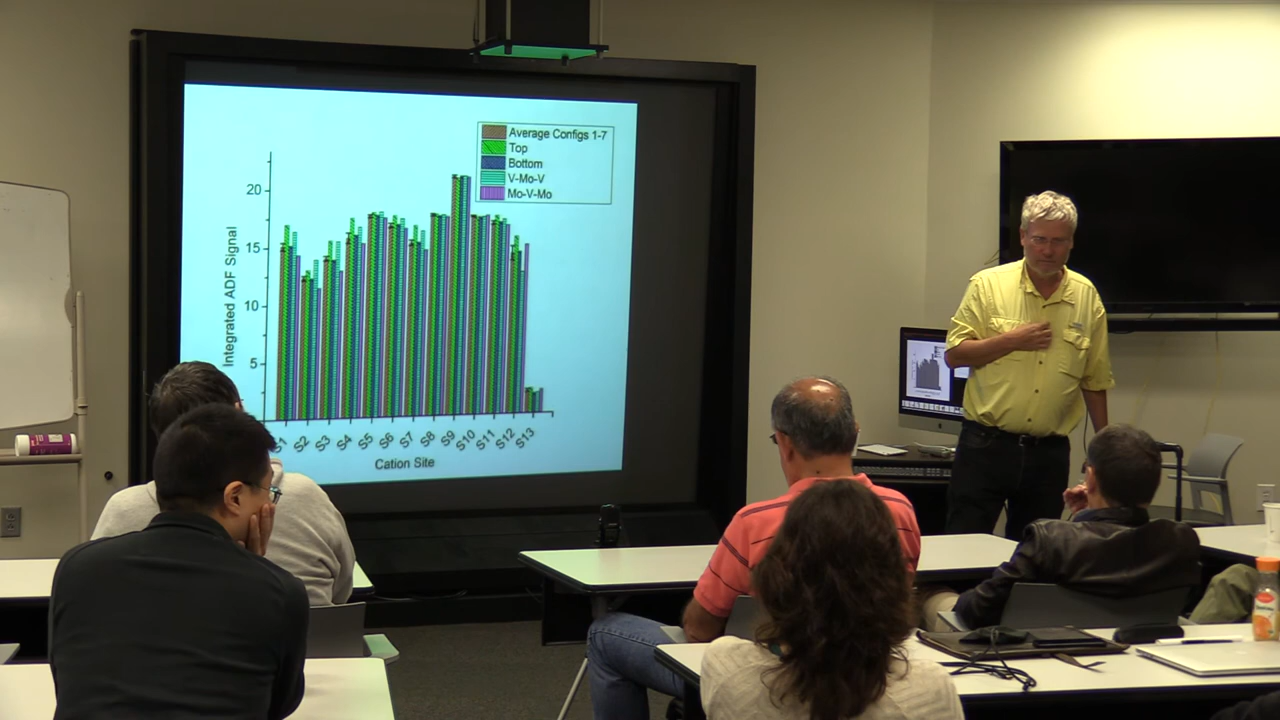 Average Configs 1-7
Top
Bottom
V-Mo-V
Mo-V-Mo
20
15
10
5
Integrated ADF Signal
S1 S2 S3 S4 S5 S6 S7 S8 S9 S10 S11 S12 S13
Cation Site